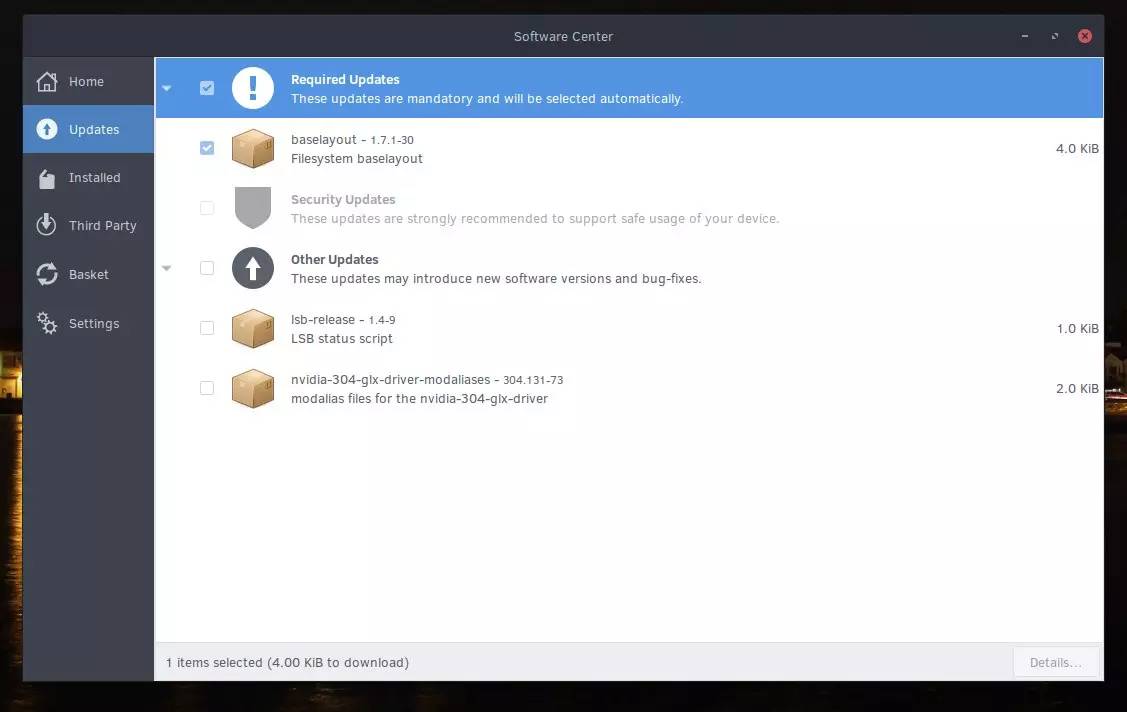 Software Center
Home
Updates
Installed
Third Party
Basket
Settings
Required Updates
These updates are mandatory and will be selected automatically.
baselayout - 1.7.1-30
Filesystem baselayout
4.0 KiB
Security Updates
These updates are strongly recommended to support safe usage of your device.
Other Updates
These updates may introduce new software versions and bug-fixes.
lsb-release - 1.4-9
LSB status script
1.0 KiB
nvidia-304-glx-driver-modaliases - 304.131-73
modalias files for the nvidia-304-glx-driver
2.0 KiB
1 items selected (4.00 KiB to download)
Details...